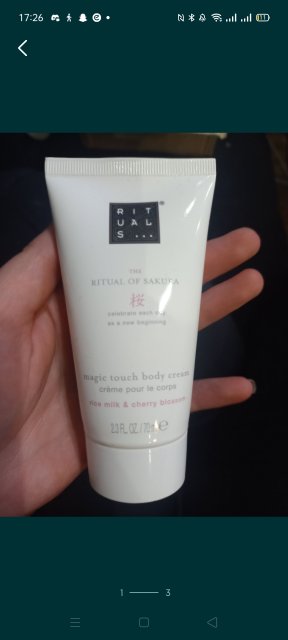 17:26
RIT
UAL
S...
®
THE
RITUAL OF SAKURA
桜
celebrate each day
as a new beginning
magic touch body cream
crème pour le corps
rice milk & cherry blossom
2.3 FL. OZ. / 70 ml ℮
1
3